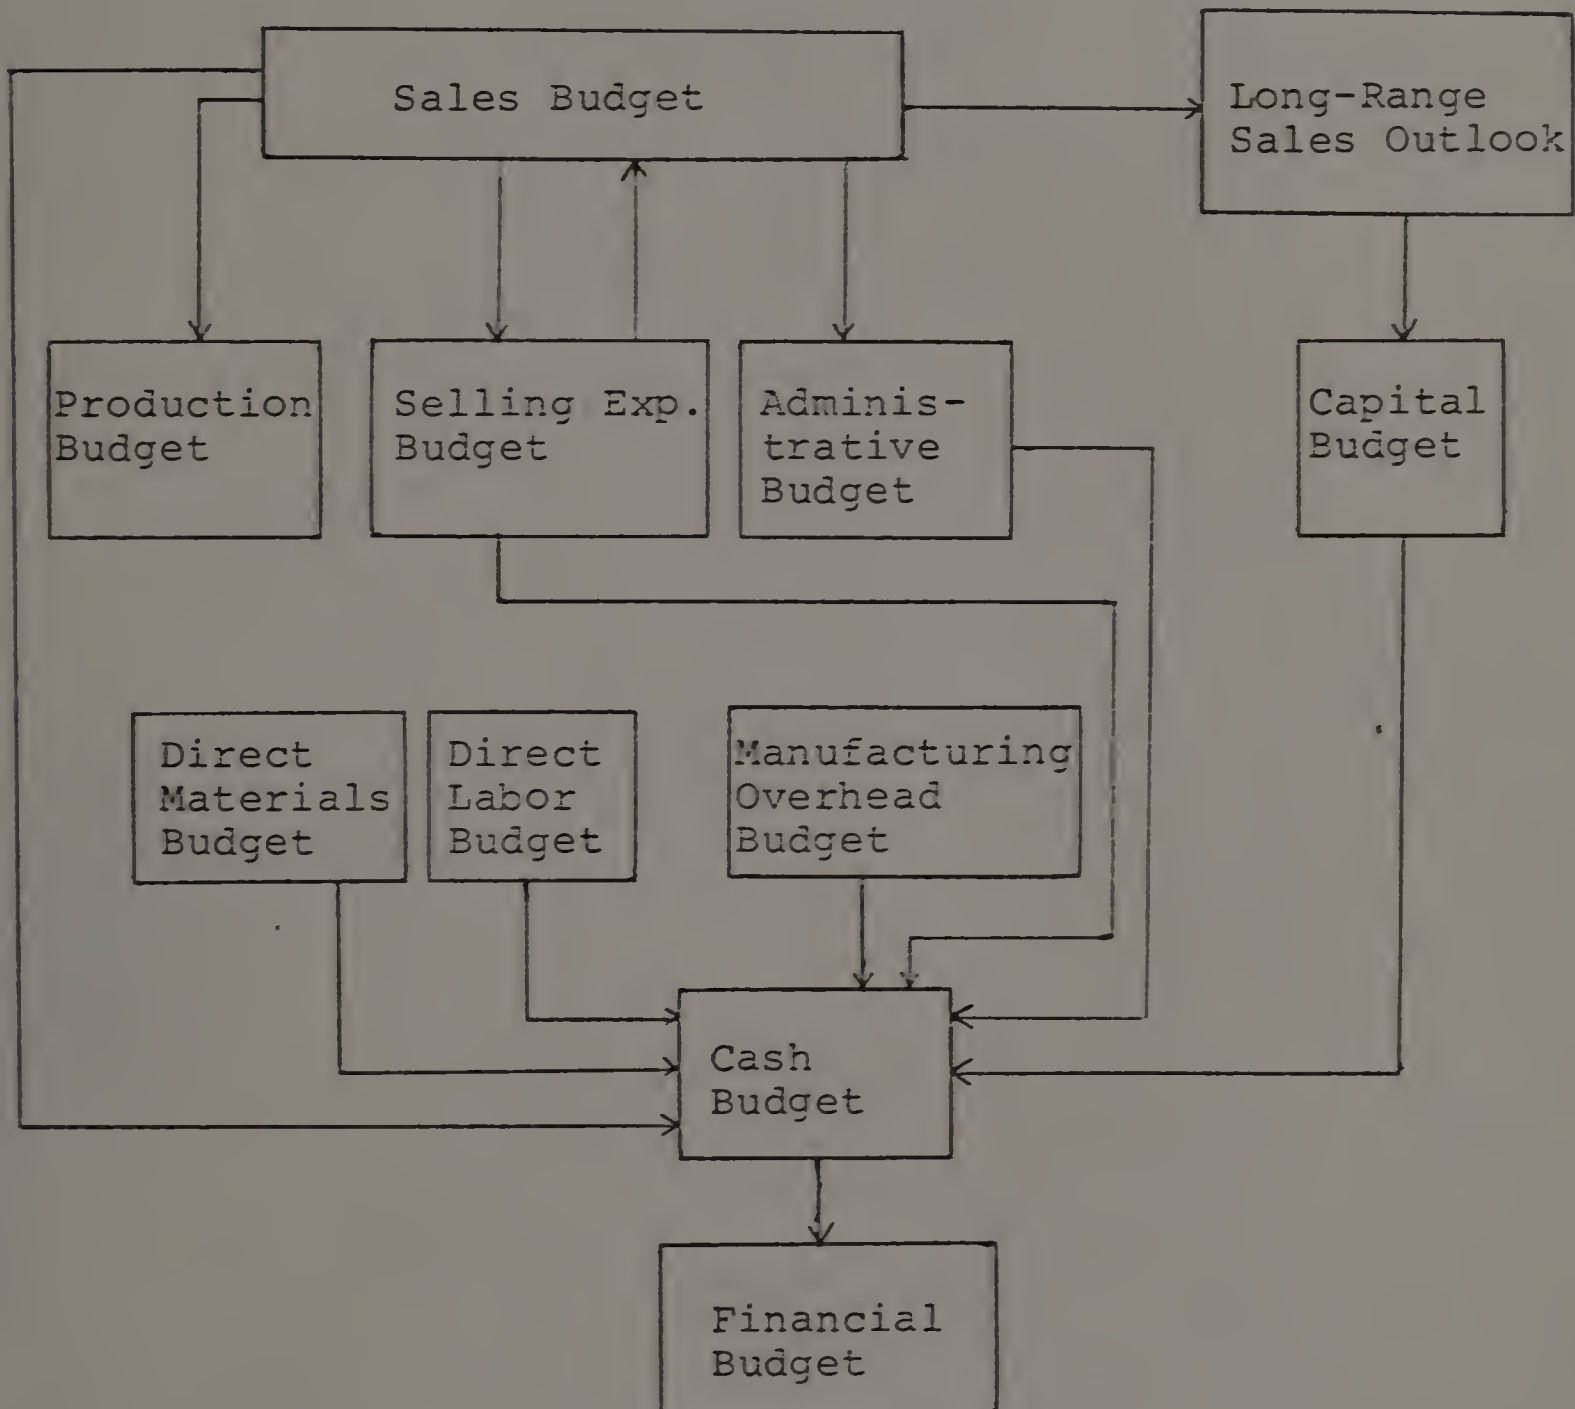 Sales Budget
Long-Range
Sales Outlook
Production
Budget
Selling Exp.
Budget
Adminis-
trative
Budget
Capital
Budget
Direct
Materials
Budget
Direct
Labor
Budget
Manufacturing
Overhead
Budget
Cash
Budget
Financial
Budget